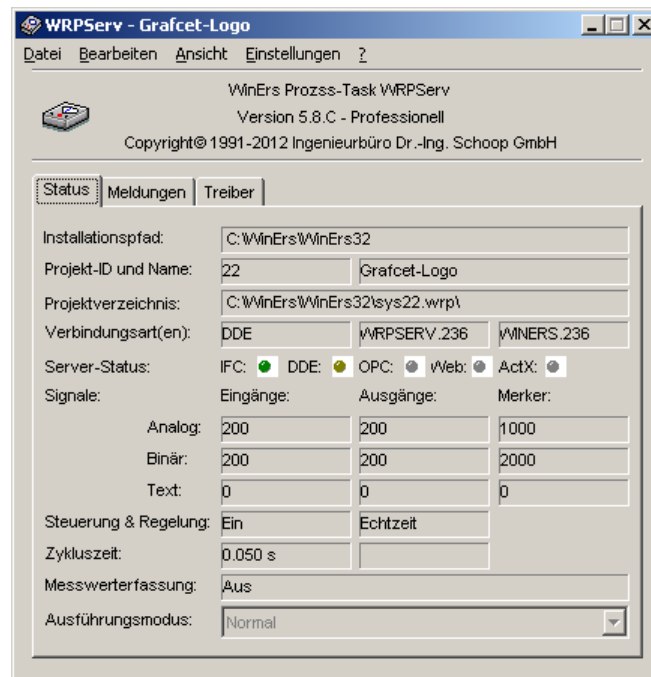 WRPServ - Grafcet-Logo
Datei Bearbeiten Ansicht Einstellungen ?
WinErs Prozss-Task WRPServ
Version 5.8.C - Professionell
Copyright© 1991-2012 Ingenieurbüro Dr.-Ing. Schoop GmbH
Status Meldungen Treiber
Installationspfad: C:\WinErs\WinErs32
Projekt-ID und Name: 22 Grafcet-Logo
Projektverzeichnis: C:\WinErs\WinErs32\sys22.wrp\
Verbindungsart(en): DDE WRPSERV.236 WINERS.236
Server-Status: IFC: DDE: OPC: Web: ActX:
Signale: Eingänge: Ausgänge: Merker:
Analog: 200 200 1000
Binär: 200 200 2000
Text: 0 0 0
Steuerung & Regelung: Ein Echtzeit
Zykluszeit: 0.050 s
Messwerterfassung: Aus
Ausführungsmodus: Normal